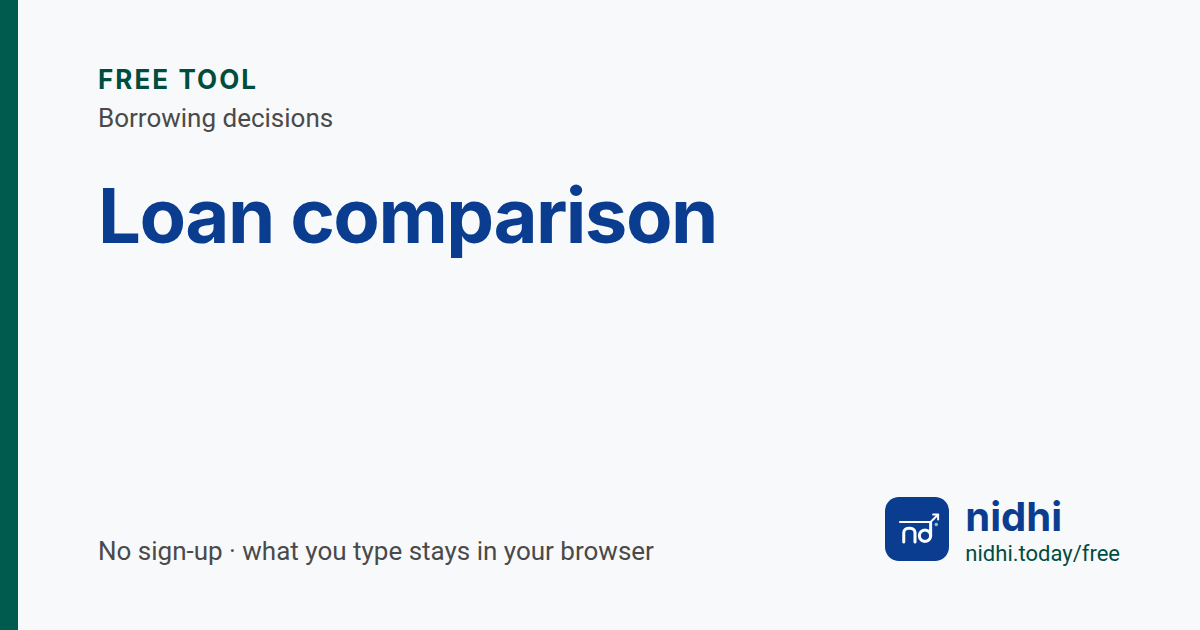 FREE TOOL
Borrowing decisions
Loan comparison
No sign-up · what you type stays in your browser
nd
nidhi
nidhi.today/free